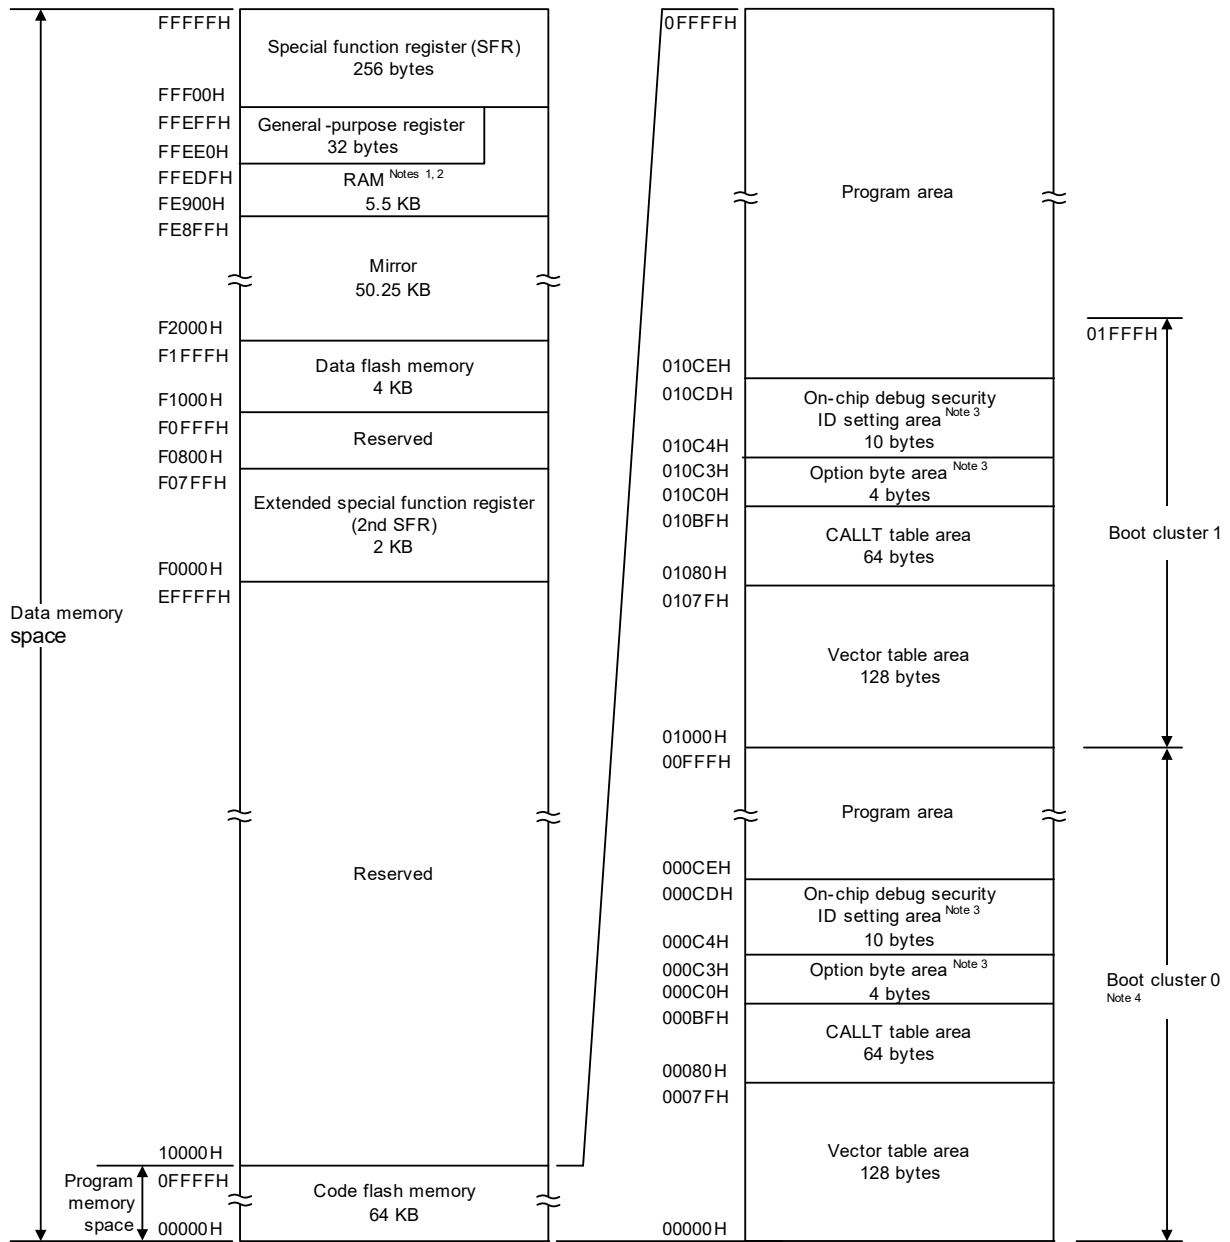 FFFFFH
Special function register (SFR)
256 bytes
FFF00H
FFEFFH
General-purpose register
32 bytes
FFEE0H
FFEDFH
RAM Notes 1, 2
5.5 KB
FE900H
FE8FFH
Mirror
50.25 KB
F2000H
F1FFFH
Data flash memory
4 KB
F1000H
F0FFFH
Reserved
F0800H
F07FFH
Extended special function register
(2nd SFR)
2 KB
F0000H
EFFFFH
Data memory
space
Reserved
10000H
0FFFFH
Program
memory
space
Code flash memory
64 KB
00000H
0FFFFH
Program area
01FFFH
010CEH
010CDH
On-chip debug security
ID setting area Note 3
10 bytes
010C4H
010C3H
Option byte area Note 3
4 bytes
010C0H
010BFH
CALLT table area
64 bytes
Boot cluster 1
01080H
0107FH
Vector table area
128 bytes
01000H
00FFFH
Program area
000CEH
000CDH
On-chip debug security
ID setting area Note 3
10 bytes
000C4H
000C3H
Option byte area Note 3
4 bytes
000C0H
Boot cluster 0
Note 4
000BFH
CALLT table area
64 bytes
00080H
0007FH
Vector table area
128 bytes
00000H